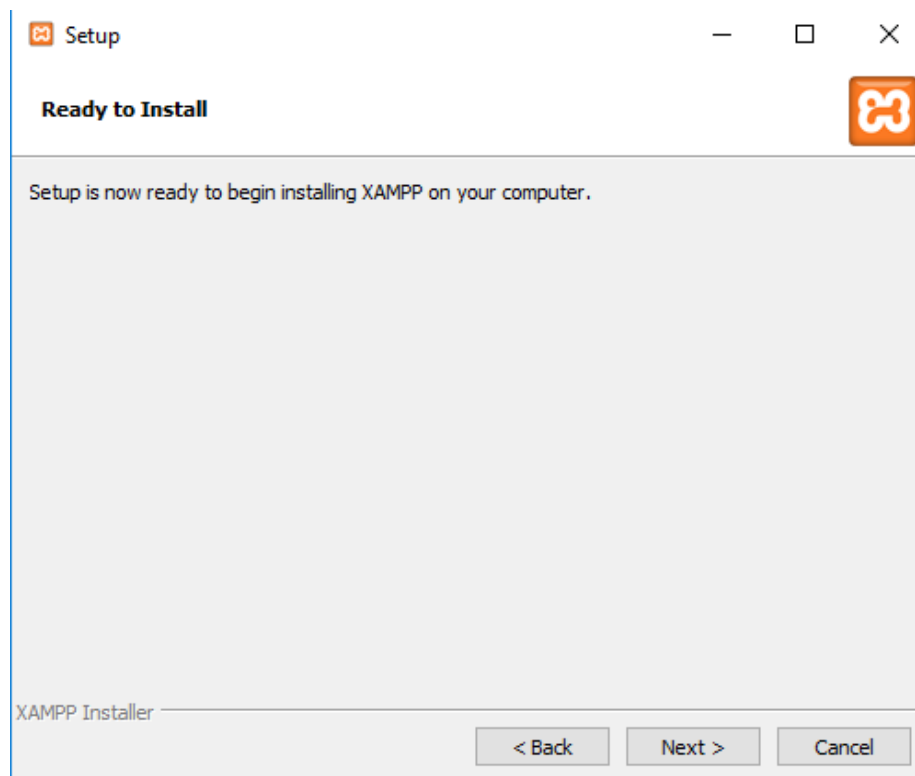 Setup
Ready to Install
Setup is now ready to begin installing XAMPP on your computer.
XAMPP Installer
< Back Next > Cancel